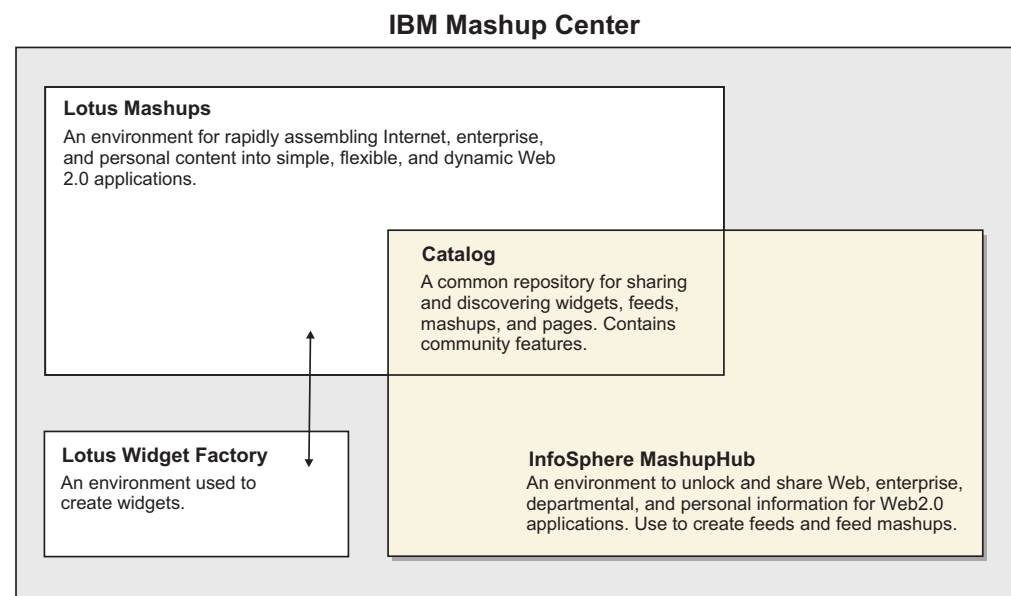 IBM Mashup Center
Lotus Mashups
An environment for rapidly assembling Internet, enterprise,
and personal content into simple, flexible, and dynamic Web
2.0 applications.
Catalog
A common repository for sharing
and discovering widgets, feeds,
mashups, and pages. Contains
community features.
Lotus Widget Factory
An environment used to
create widgets.
InfoSphere MashupHub
An environment to unlock and share Web, enterprise,
departmental, and personal information for Web2.0
applications. Use to create feeds and feed mashups.